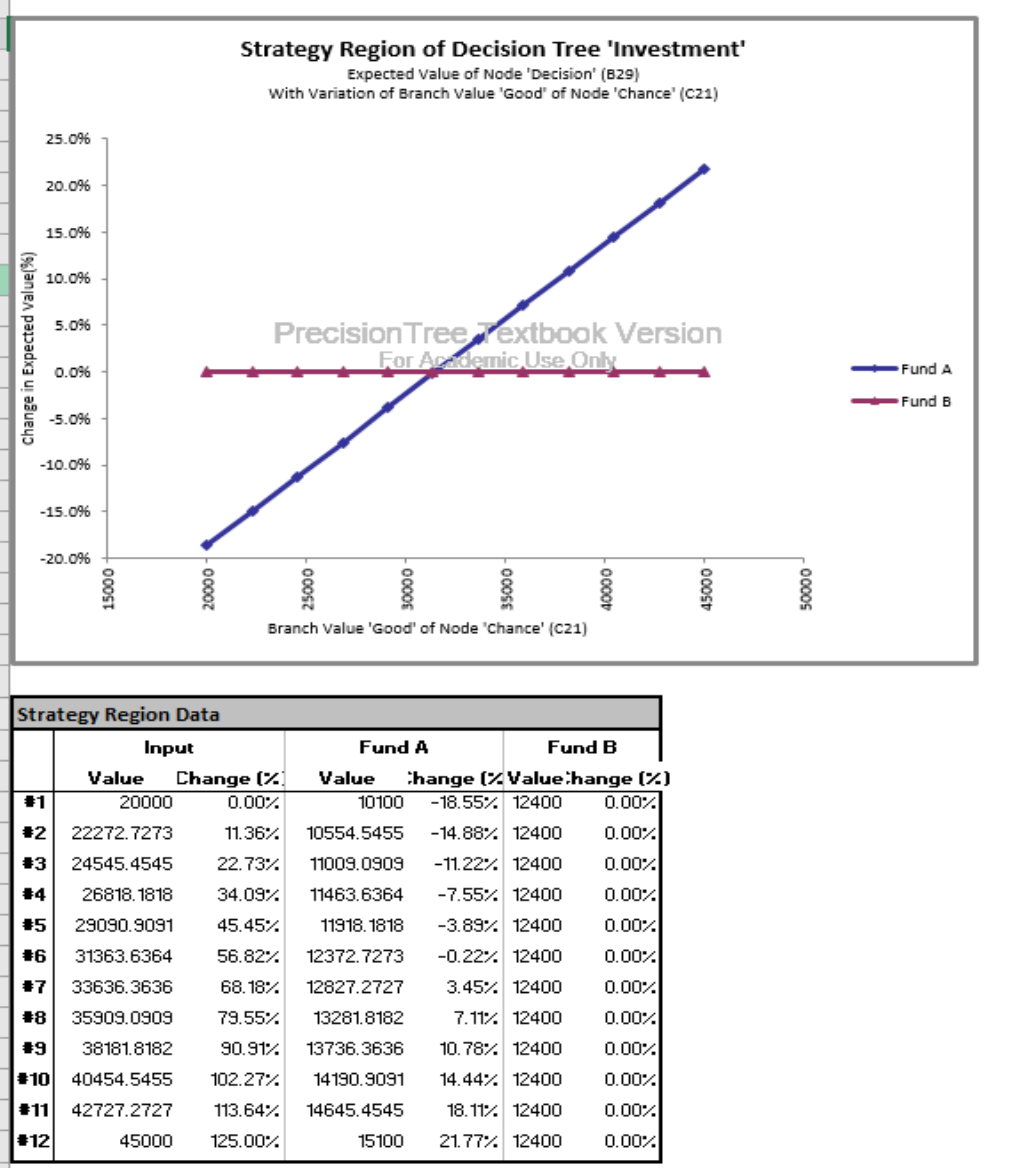 Strategy Region of Decision Tree 'Investment'
Expected Value of Node 'Decision' (B29)
With Variation of Branch Value 'Good' of Node 'Chance' (C21)
25.0%
20.0%
15.0%
10.0%
5.0%
0.0%
-5.0%
-10.0%
-15.0%
-20.0%
Change in Expected Value(%)
PrecisionTree Textbook Version
For Academic Use Only
Fund A
Fund B
15000 20000 25000 30000 35000 40000 45000 50000
Branch Value 'Good' of Node 'Chance' (C21)
Strategy Region Data
Input Fund A Fund B
Value Change (%) Value Change (% Value Change (%)
#1 20000 0.00% 10100 -18.55% 12400 0.00%
#2 22272.7273 11.36% 10554.5455 -14.88% 12400 0.00%
#3 24545.4545 22.73% 11009.0909 -11.22% 12400 0.00%
#4 26818.1818 34.09% 11463.6364 -7.55% 12400 0.00%
#5 29090.9091 45.45% 11918.1818 -3.89% 12400 0.00%
#6 31363.6364 56.82% 12372.7273 -0.22% 12400 0.00%
#7 33636.3636 68.18% 12827.2727 3.45% 12400 0.00%
#8 35909.0909 79.55% 13281.8182 7.11% 12400 0.00%
#9 38181.8182 90.91% 13736.3636 10.78% 12400 0.00%
#10 40454.5455 102.27% 14190.9091 14.44% 12400 0.00%
#11 42727.2727 113.64% 14645.4545 18.11% 12400 0.00%
#12 45000 125.00% 15100 21.77% 12400 0.00%